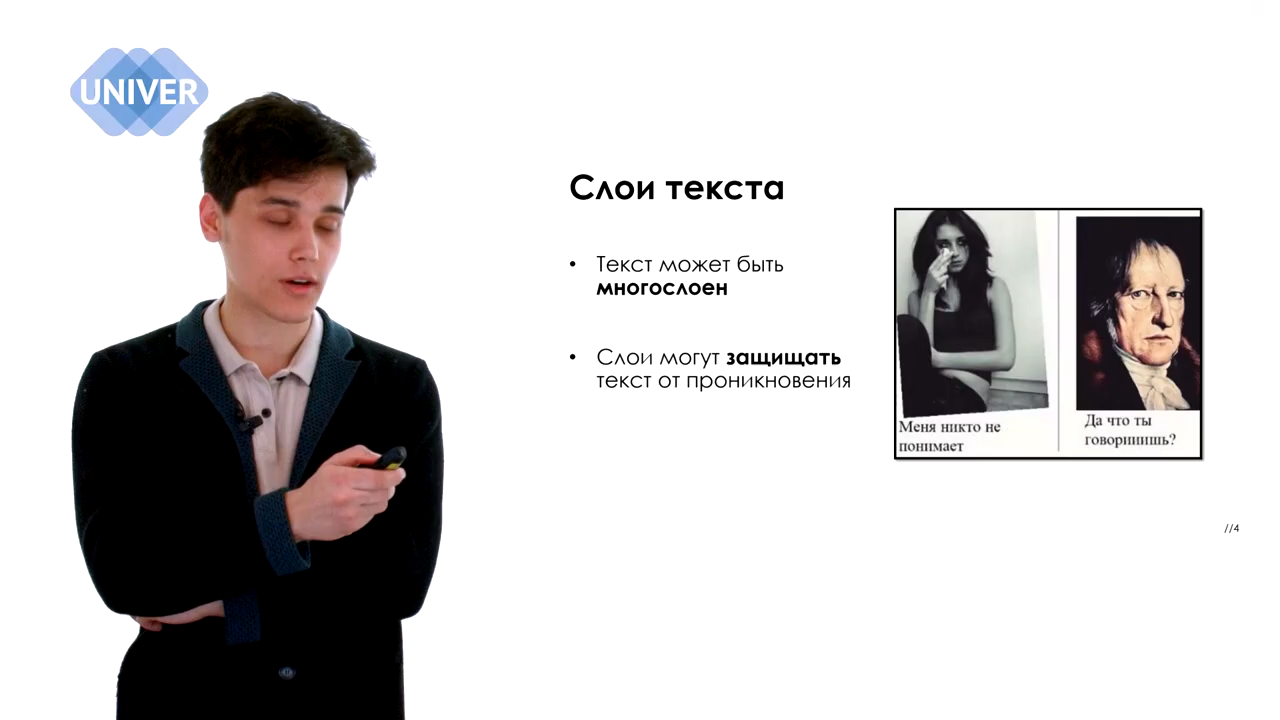 UNIVER
Слои текста
• Текст может быть
многослоен
• Слои могут защищать
текст от проникновения
Меня никто не
понимает
Да что ты
говорииишь?
//4